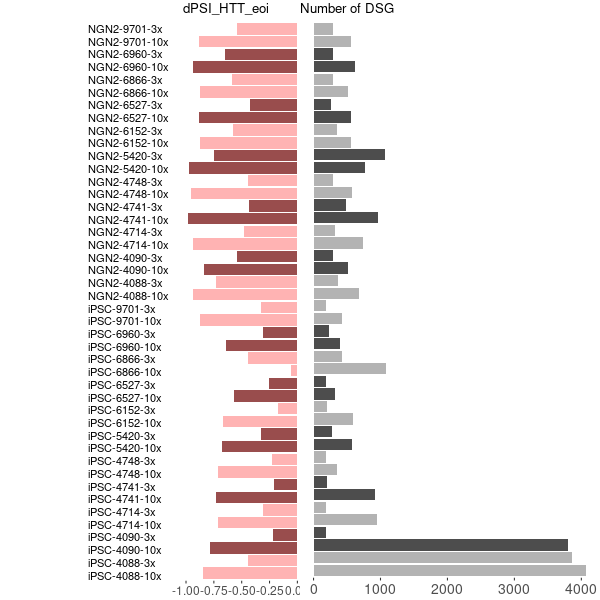 dPSI_HTT_eoi Number of DSG
NGN2-9701-3x
NGN2-9701-10x
NGN2-6960-3x
NGN2-6960-10x
NGN2-6866-3x
NGN2-6866-10x
NGN2-6527-3x
NGN2-6527-10x
NGN2-6152-3x
NGN2-6152-10x
NGN2-5420-3x
NGN2-5420-10x
NGN2-4748-3x
NGN2-4748-10x
NGN2-4741-3x
NGN2-4741-10x
NGN2-4714-3x
NGN2-4714-10x
NGN2-4090-3x
NGN2-4090-10x
NGN2-4088-3x
NGN2-4088-10x
iPSC-9701-3x
iPSC-9701-10x
iPSC-6960-3x
iPSC-6960-10x
iPSC-6866-3x
iPSC-6866-10x
iPSC-6527-3x
iPSC-6527-10x
iPSC-6152-3x
iPSC-6152-10x
iPSC-5420-3x
iPSC-5420-10x
iPSC-4748-3x
iPSC-4748-10x
iPSC-4741-3x
iPSC-4741-10x
iPSC-4714-3x
iPSC-4714-10x
iPSC-4090-3x
iPSC-4090-10x
iPSC-4088-3x
iPSC-4088-10x
-1.00-0.75-0.50-0.250.0 0 1000 2000 3000 4000